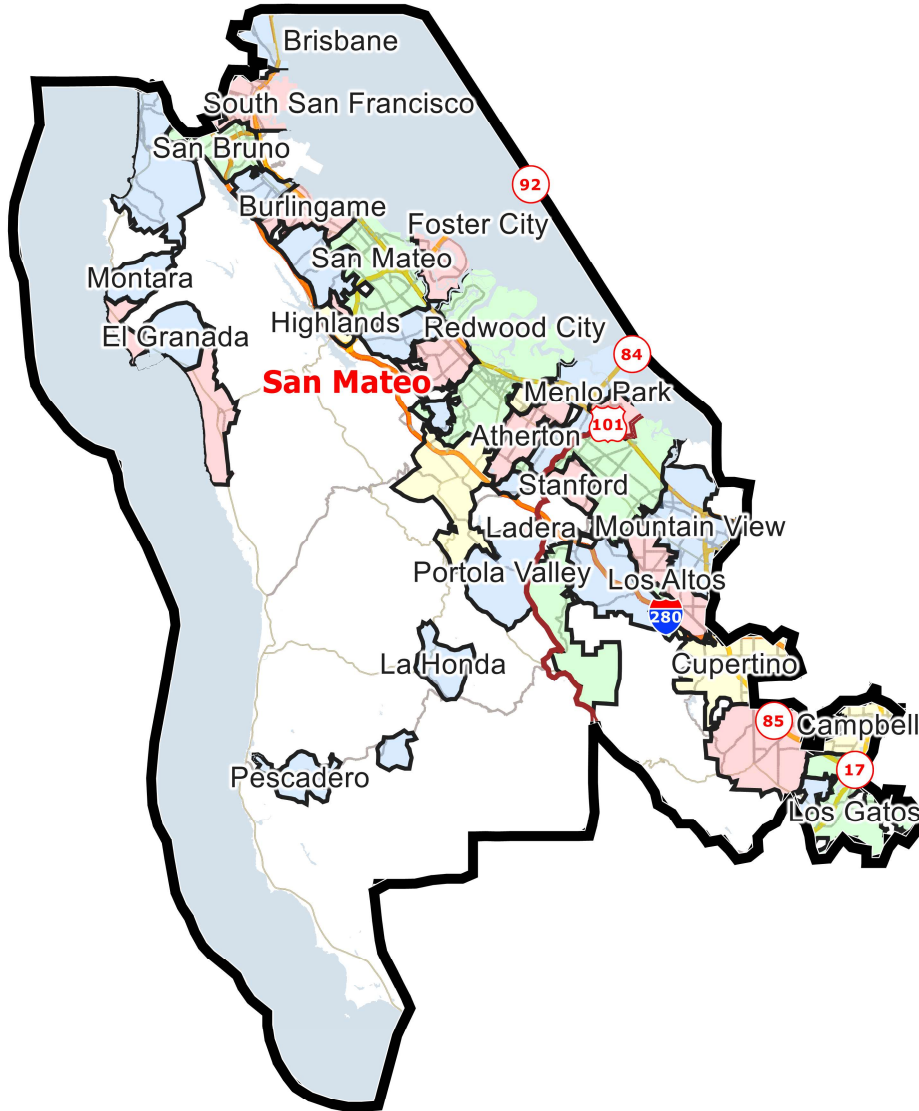 Brisbane
South San Francisco
San Bruno
92
Burlingame
Foster City
San Mateo
Montara
Highlands
Redwood City
El Granada
84
San Mateo
Menlo Park
101
Atherton
Stanford
Ladera
Mountain View
Portola Valley
Los Altos
280
La Honda
Cupertino
85
Campbell
17
Pescadero
Los Gatos